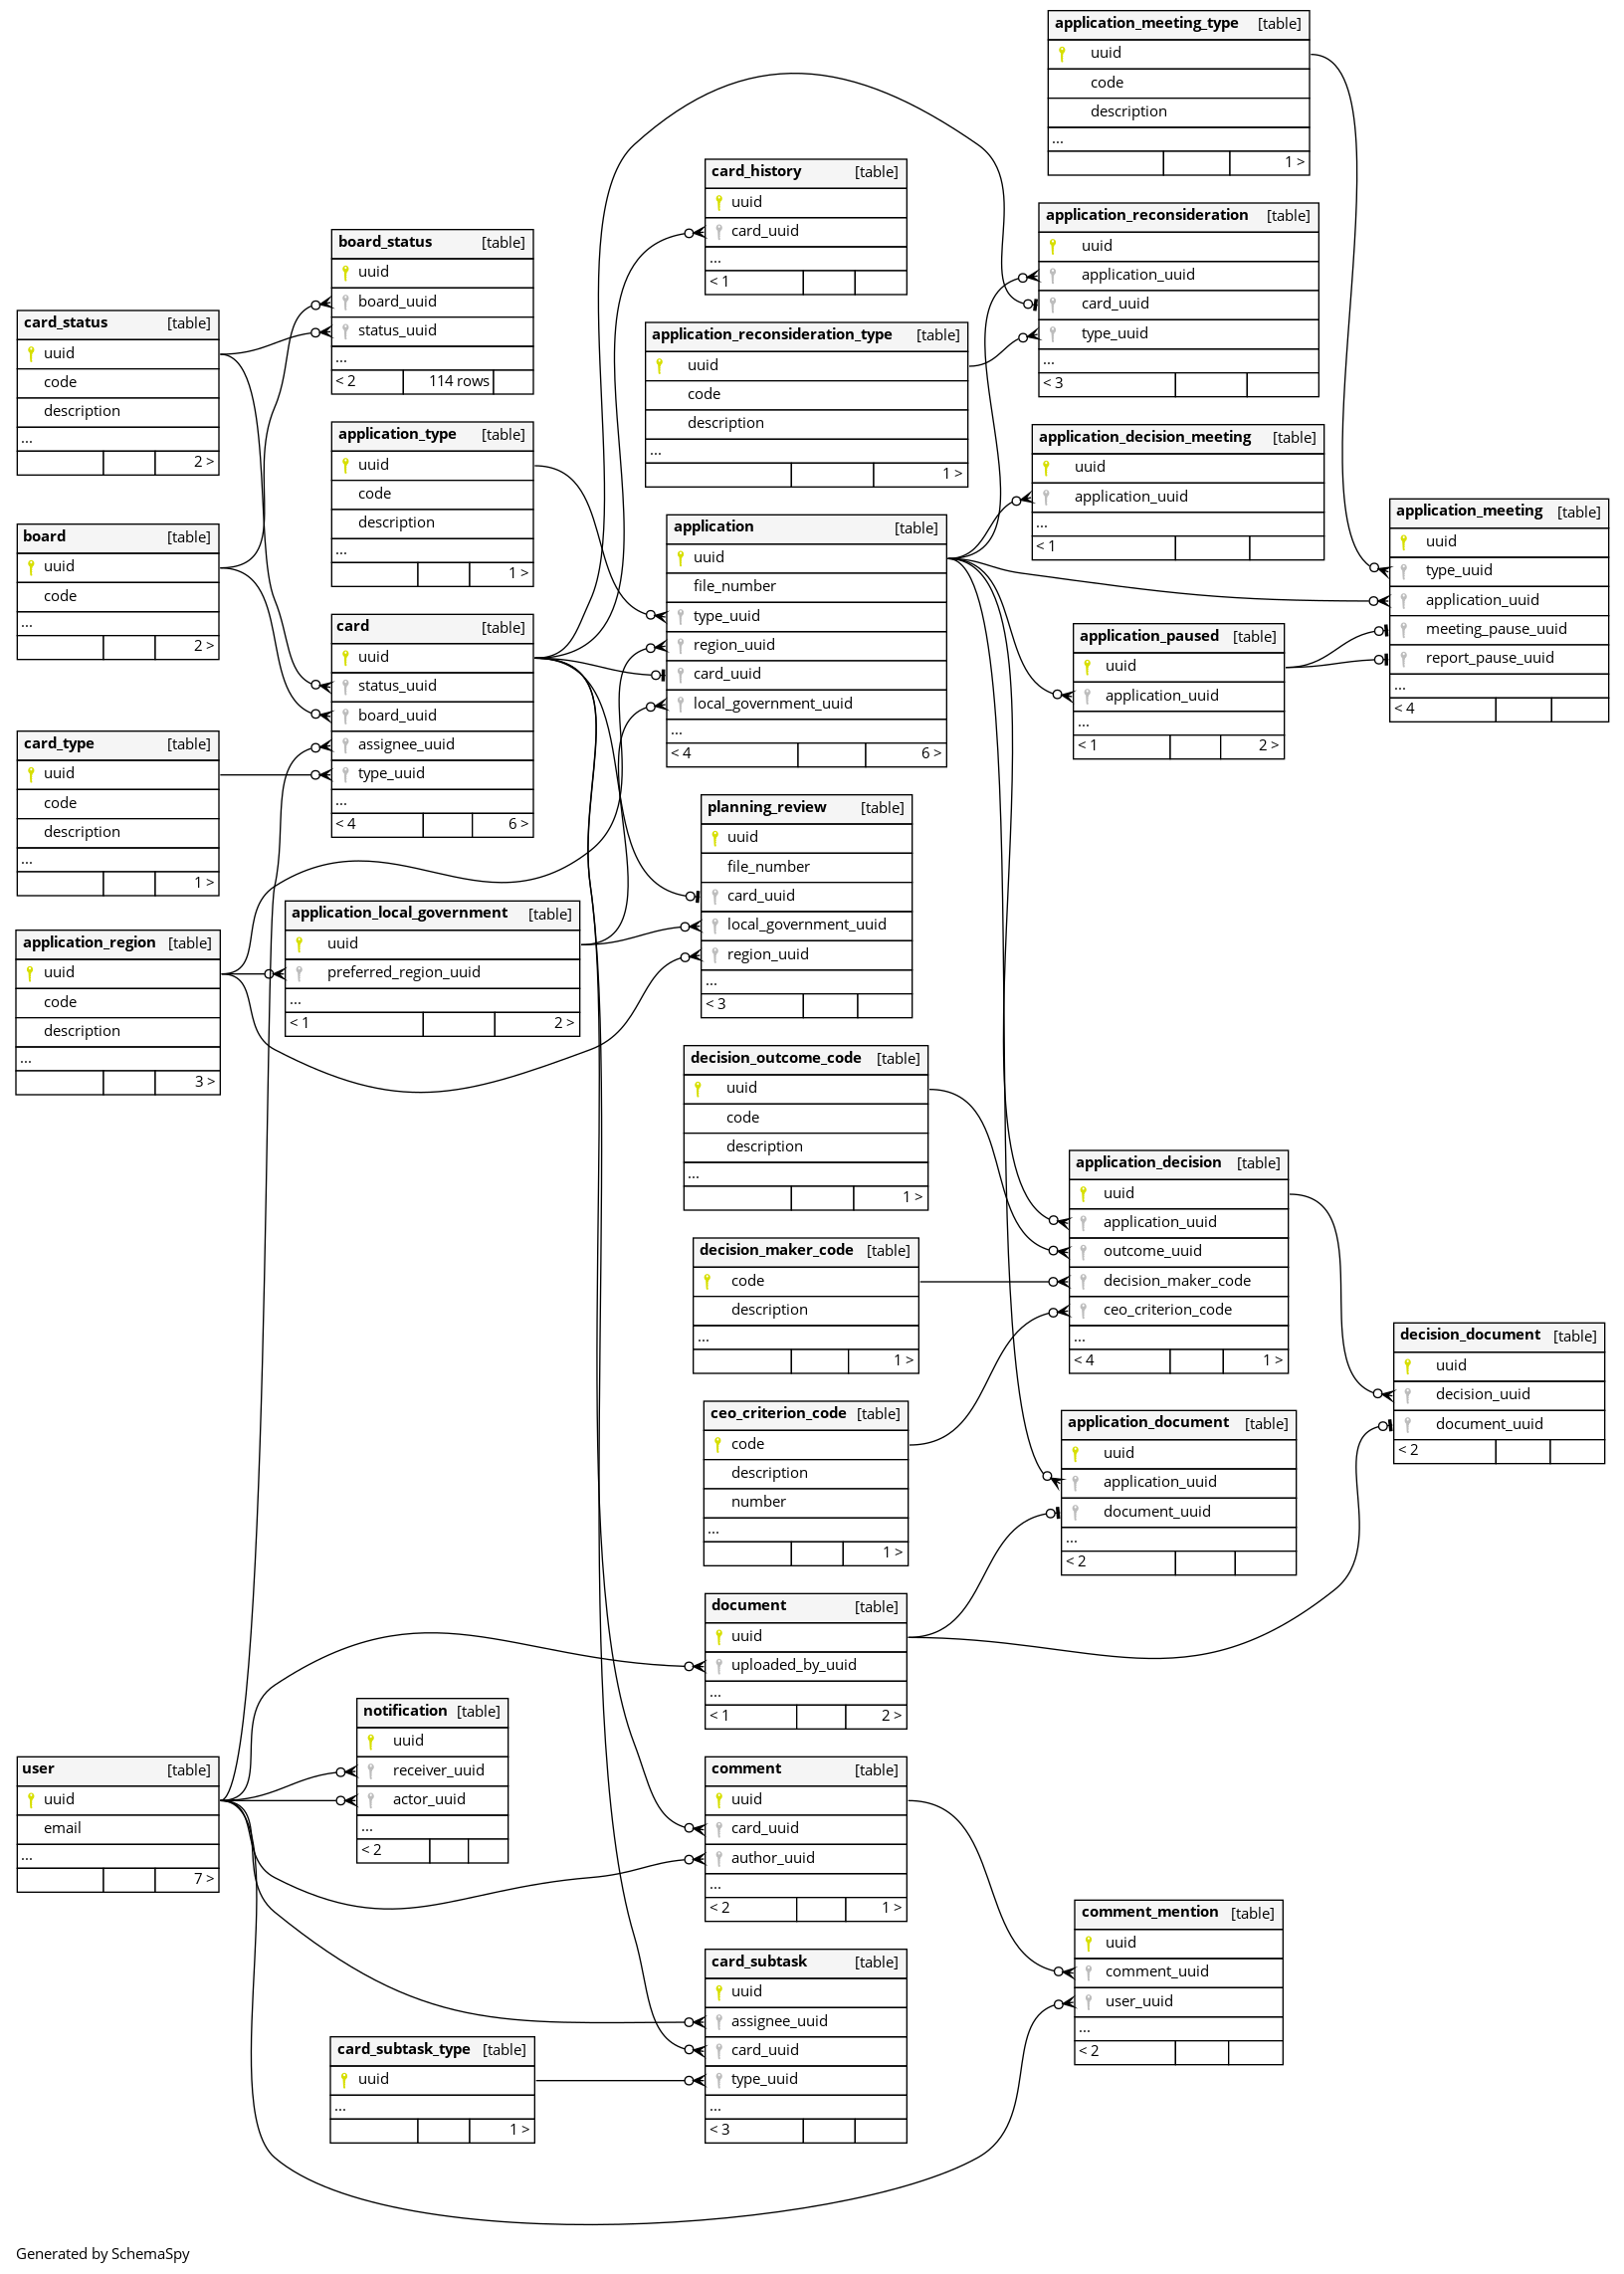 application_meeting_type [table]
uuid
code
description
...
1 >
card_history [table]
uuid
card_uuid
...
< 1
application_reconsideration [table]
uuid
application_uuid
card_uuid
type_uuid
...
< 3
board_status [table]
uuid
board_uuid
status_uuid
...
< 2 114 rows
card_status [table]
uuid
code
description
...
2 >
application_reconsideration_type [table]
uuid
code
description
...
1 >
application_type [table]
uuid
code
description
...
1 >
application_decision_meeting [table]
uuid
application_uuid
...
< 1
application_meeting [table]
uuid
type_uuid
application_uuid
meeting_pause_uuid
report_pause_uuid
...
< 4
board [table]
uuid
code
...
2 >
application [table]
uuid
file_number
type_uuid
region_uuid
card_uuid
local_government_uuid
...
< 4 6 >
card [table]
uuid
status_uuid
board_uuid
assignee_uuid
type_uuid
...
< 4 6 >
application_paused [table]
uuid
application_uuid
...
< 1 2 >
card_type [table]
uuid
code
description
...
1 >
planning_review [table]
uuid
file_number
card_uuid
local_government_uuid
region_uuid
...
< 3
application_local_government [table]
uuid
preferred_region_uuid
...
< 1 2 >
application_region [table]
uuid
code
description
...
3 >
decision_outcome_code [table]
uuid
code
description
...
1 >
application_decision [table]
uuid
application_uuid
outcome_uuid
decision_maker_code
ceo_criterion_code
...
< 4 1 >
decision_maker_code [table]
code
description
...
1 >
decision_document [table]
uuid
decision_uuid
document_uuid
< 2
ceo_criterion_code [table]
code
description
number
...
1 >
application_document [table]
uuid
application_uuid
document_uuid
...
< 2
document [table]
uuid
uploaded_by_uuid
...
< 1 2 >
notification [table]
uuid
receiver_uuid
actor_uuid
...
< 2
user [table]
uuid
email
...
7 >
comment [table]
uuid
card_uuid
author_uuid
...
< 2 1 >
comment_mention [table]
uuid
comment_uuid
user_uuid
...
< 2
card_subtask [table]
uuid
assignee_uuid
card_uuid
type_uuid
...
< 3
card_subtask_type [table]
uuid
...
1 >
Generated by SchemaSpy